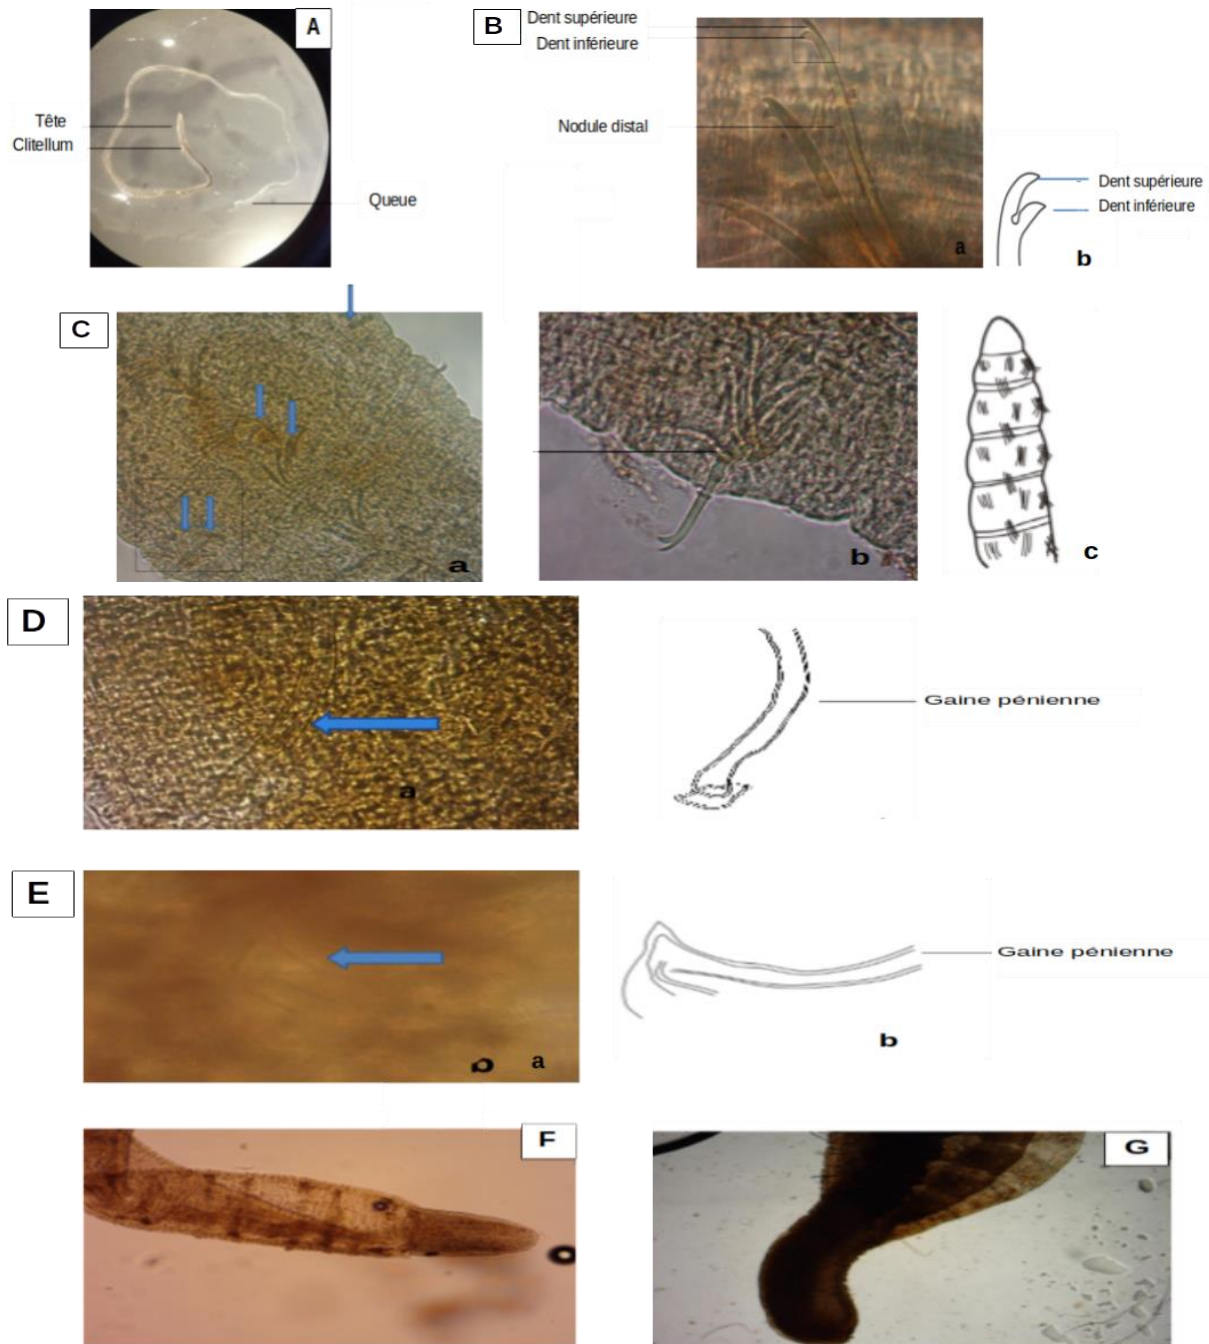 A
Tête
Clitellum
Queue
B
Dent supérieure
Dent inférieure
Nodule distal
a
Dent supérieure
Dent inférieure
b
C
a
b
c
D
a
Gaine pénienne
E
b a
Gaine pénienne
b
F
G